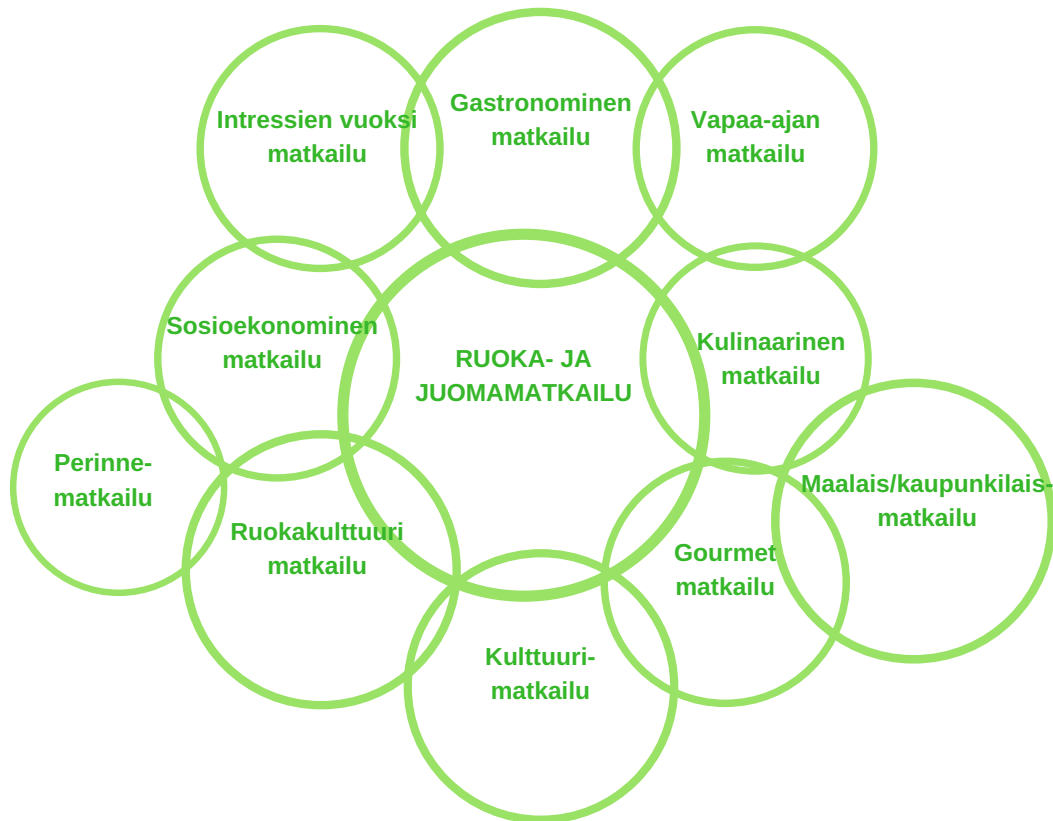 Intressien vuoksi
matkailu
Gastronominen
matkailu
Vapaa-ajan
matkailu
Sosioekonominen
matkailu
RUOKA- JA
JUOMAMATKAILU
Kulinaarinen
matkailu
Perinne-
matkailu
Ruokakulttuuri
matkailu
Maalais/kaupunkilais-
matkailu
Gourmet
matkailu
Kulttuuri-
matkailu